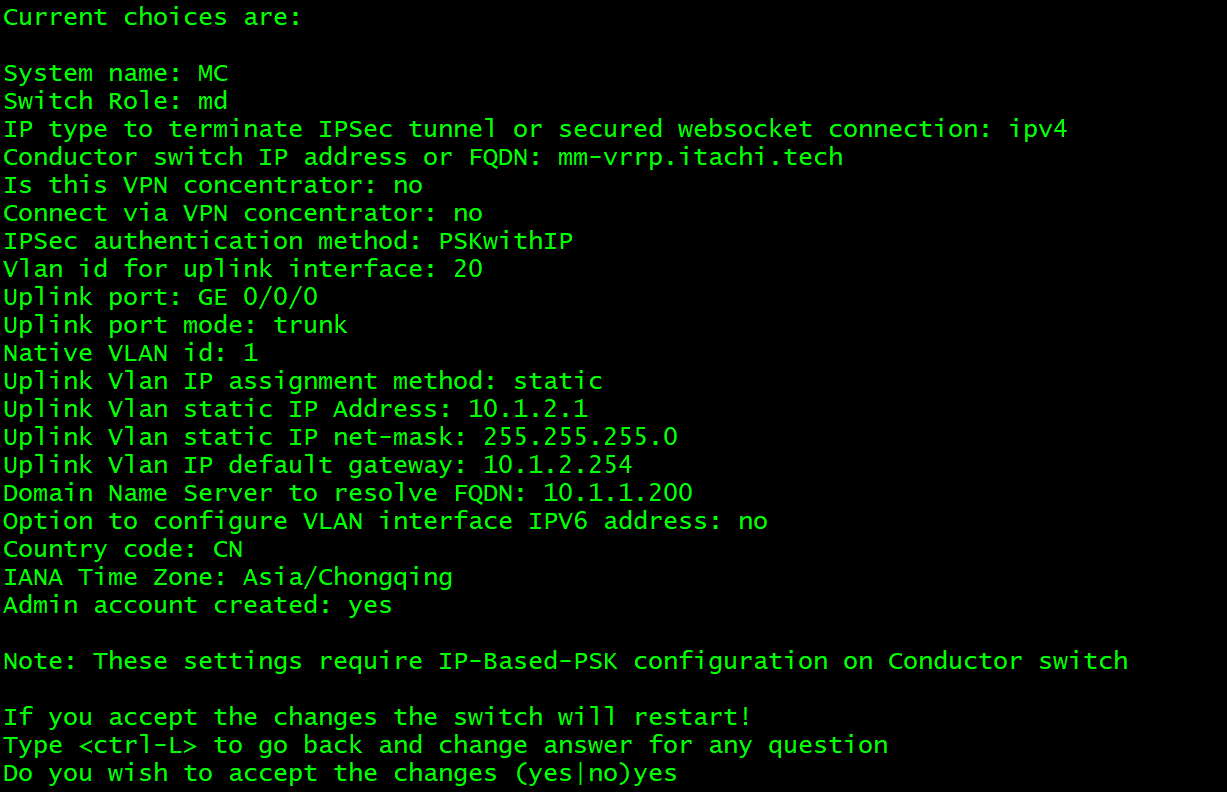 Current choices are:
System name: MC
Switch Role: md
IP type to terminate IPSec tunnel or secured websocket connection: ipv4
Conductor switch IP address or FQDN: mm-vrrp.itachi.tech
Is this VPN concentrator: no
Connect via VPN concentrator: no
IPSec authentication method: PSKwithIP
Vlan id for uplink interface: 20
Uplink port: GE 0/0/0
Uplink port mode: trunk
Native VLAN id: 1
Uplink Vlan IP assignment method: static
Uplink Vlan static IP Address: 10.1.2.1
Uplink Vlan static IP net-mask: 255.255.255.0
Uplink Vlan IP default gateway: 10.1.2.254
Domain Name Server to resolve FQDN: 10.1.1.200
Option to configure VLAN interface IPV6 address: no
Country code: CN
IANA Time Zone: Asia/Chongqing
Admin account created: yes
Note: These settings require IP-Based-PSK configuration on Conductor switch
If you accept the changes the switch will restart!
Type <ctrl-L> to go back and change answer for any question
Do you wish to accept the changes (yes|no)yes